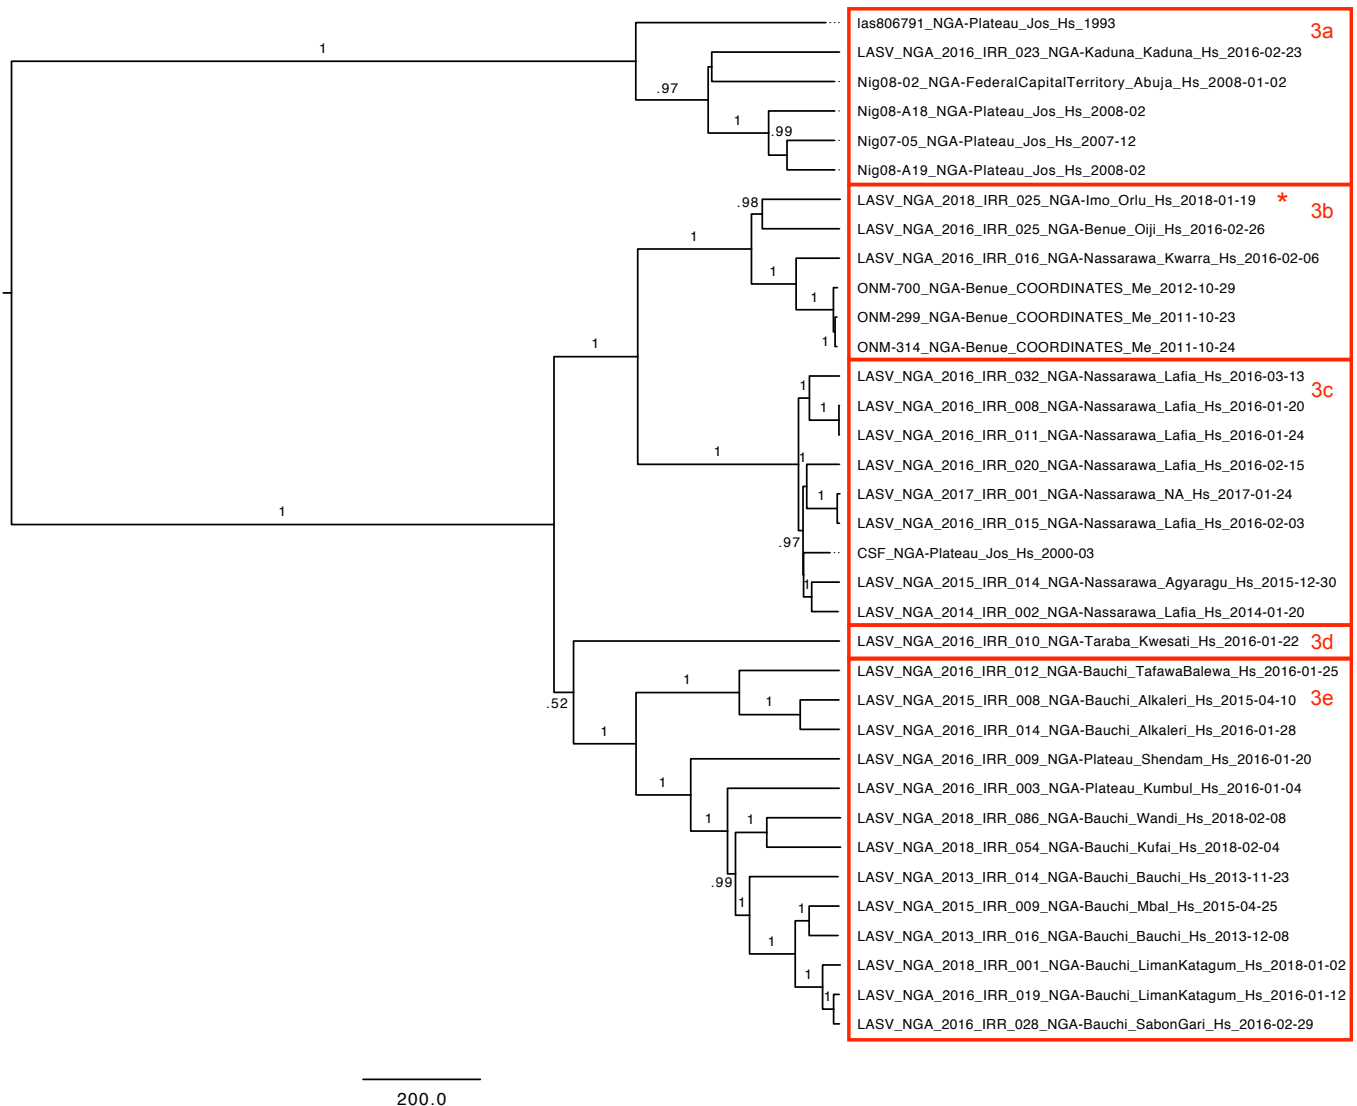 las806791_NGA-Plateau_Jos_Hs_1993
3a
1
LASV_NGA_2016_IRR_023_NGA-Kaduna_Kaduna_Hs_2016-02-23
Nig08-02_NGA-FederalCapitalTerritory_Abuja_Hs_2008-01-02
.97
Nig08-A18_NGA-Plateau_Jos_Hs_2008-02
1
.99
Nig07-05_NGA-Plateau_Jos_Hs_2007-12
Nig08-A19_NGA-Plateau_Jos_Hs_2008-02
.98
LASV_NGA_2018_IRR_025_NGA-Imo_Orlu_Hs_2018-01-19 *
3b
LASV_NGA_2016_IRR_025_NGA-Benue_Oiji_Hs_2016-02-26
1
LASV_NGA_2016_IRR_016_NGA-Nassarawa_Kwarra_Hs_2016-02-06
1
ONM-700_NGA-Benue_COORDINATES_Me_2012-10-29
1
ONM-299_NGA-Benue_COORDINATES_Me_2011-10-23
1
ONM-314_NGA-Benue_COORDINATES_Me_2011-10-24
1
LASV_NGA_2016_IRR_032_NGA-Nassarawa_Lafia_Hs_2016-03-13
3c
1
LASV_NGA_2016_IRR_008_NGA-Nassarawa_Lafia_Hs_2016-01-20
1
LASV_NGA_2016_IRR_011_NGA-Nassarawa_Lafia_Hs_2016-01-24
1
1
LASV_NGA_2016_IRR_020_NGA-Nassarawa_Lafia_Hs_2016-02-15
1
LASV_NGA_2017_IRR_001_NGA-Nassarawa_NA_Hs_2017-01-24
1
LASV_NGA_2016_IRR_015_NGA-Nassarawa_Lafia_Hs_2016-02-03
.97
CSF_NGA-Plateau_Jos_Hs_2000-03
1
LASV_NGA_2015_IRR_014_NGA-Nassarawa_Agyaragu_Hs_2015-12-30
LASV_NGA_2014_IRR_002_NGA-Nassarawa_Lafia_Hs_2014-01-20
LASV_NGA_2016_IRR_010_NGA-Taraba_Kwesati_Hs_2016-01-22
3d
LASV_NGA_2016_IRR_012_NGA-Bauchi_TafawaBalewa_Hs_2016-01-25
1
.52
LASV_NGA_2015_IRR_008_NGA-Bauchi_Alkaleri_Hs_2015-04-10
3e
1
LASV_NGA_2016_IRR_014_NGA-Bauchi_Alkaleri_Hs_2016-01-28
1
LASV_NGA_2016_IRR_009_NGA-Plateau_Shendam_Hs_2016-01-20
1
LASV_NGA_2016_IRR_003_NGA-Plateau_Kumbul_Hs_2016-01-04
1
1
LASV_NGA_2018_IRR_086_NGA-Bauchi_Wandi_Hs_2018-02-08
LASV_NGA_2018_IRR_054_NGA-Bauchi_Kufai_Hs_2018-02-04
.99
LASV_NGA_2013_IRR_014_NGA-Bauchi_Bauchi_Hs_2013-11-23
1
1
LASV_NGA_2015_IRR_009_NGA-Bauchi_Mbal_Hs_2015-04-25
1
LASV_NGA_2013_IRR_016_NGA-Bauchi_Bauchi_Hs_2013-12-08
1
LASV_NGA_2018_IRR_001_NGA-Bauchi_LimanKatagum_Hs_2018-01-02
1
LASV_NGA_2016_IRR_019_NGA-Bauchi_LimanKatagum_Hs_2016-01-12
LASV_NGA_2016_IRR_028_NGA-Bauchi_SabonGari_Hs_2016-02-29
200.0